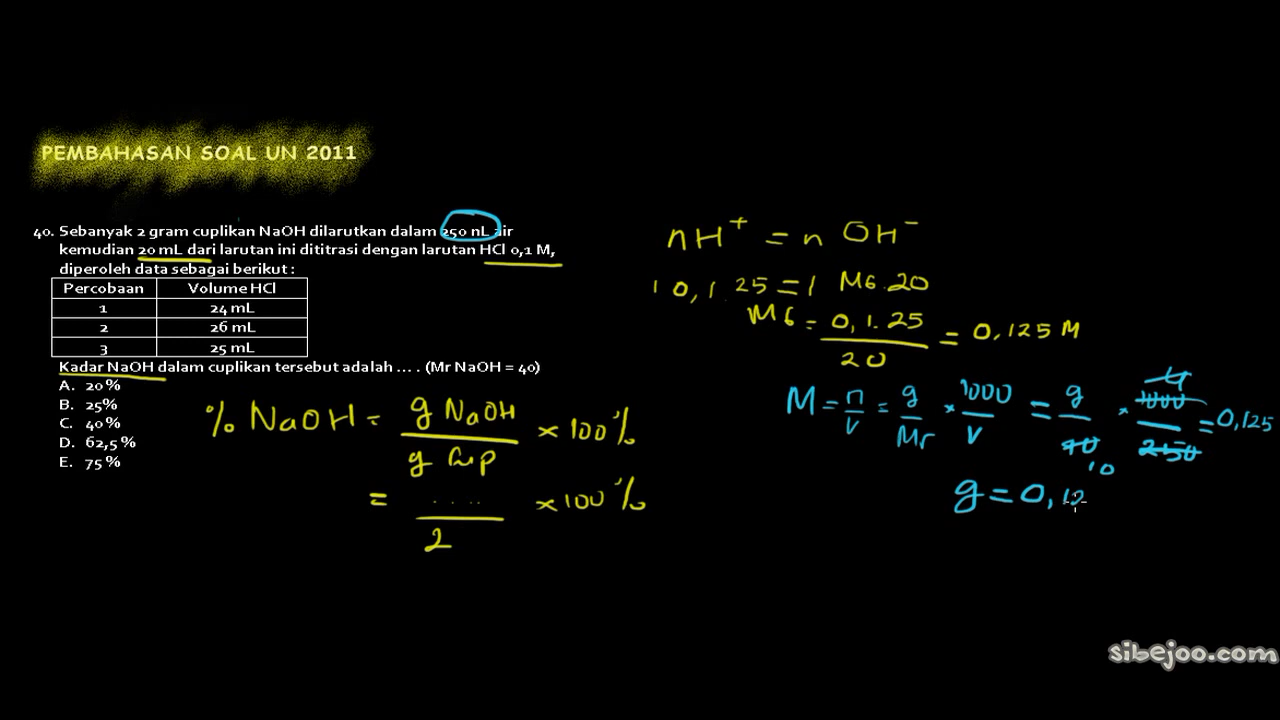 PEMBAHASAN SOAL UN 2011
40. Sebanyak 2 gram cuplikan NaOH dilarutkan dalam 250 nL air
kemudian 20 mL dari larutan ini dititrasi dengan larutan HCl 0,1 M,
diperoleh data sebagai berikut :
Percobaan Volume HCl
1 24 mL
2 26 mL
3 25 mL
Kadar NaOH dalam cuplikan tersebut adalah .... (Mr NaOH = 40)
A. 20%
B. 25%
C. 40%
D. 62,5%
E. 75%
% NaOH = g NaOH / g Cup × 100%
= .... / 2 × 100%
nH⁺ = n OH⁻
1 0,1 . 25 = 1 Mb . 20
Mb = 0,1 . 25 / 20 = 0,125 M
M = n/v = g/Mr × 1000/v = g/40 × 1000/250 = 0,125
4
10
g = 0,12
sibejoo.com